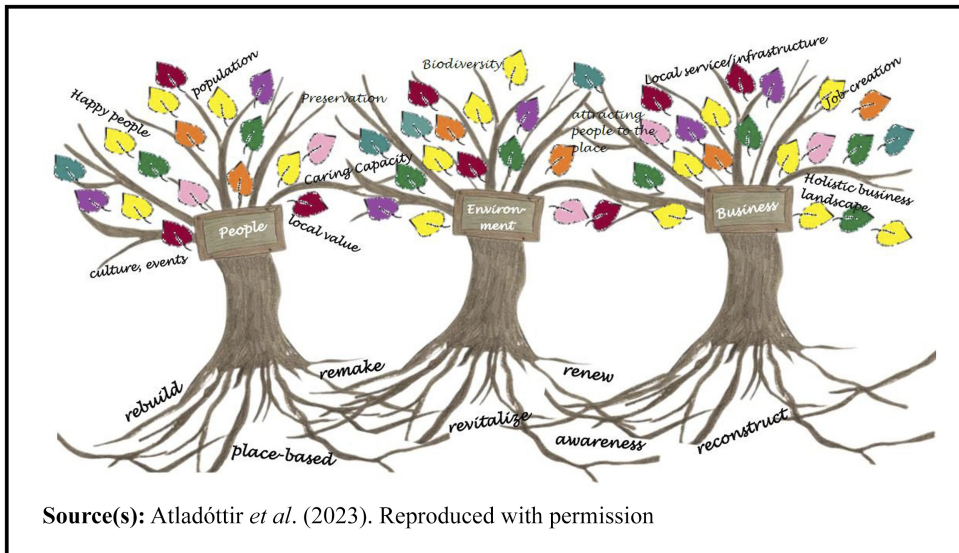 population
Happy people
Preservation
Caring Capacity
local value
culture, events
People
Biodiversity
attracting
people to the
place
Environ-
ment
Local service/infrastructure
Job-creation
Holistic business
landscape
Business
rebuild
remake
place-based
revitalize
renew
awareness
reconstruct
Source(s): Atladóttir et al. (2023). Reproduced with permission